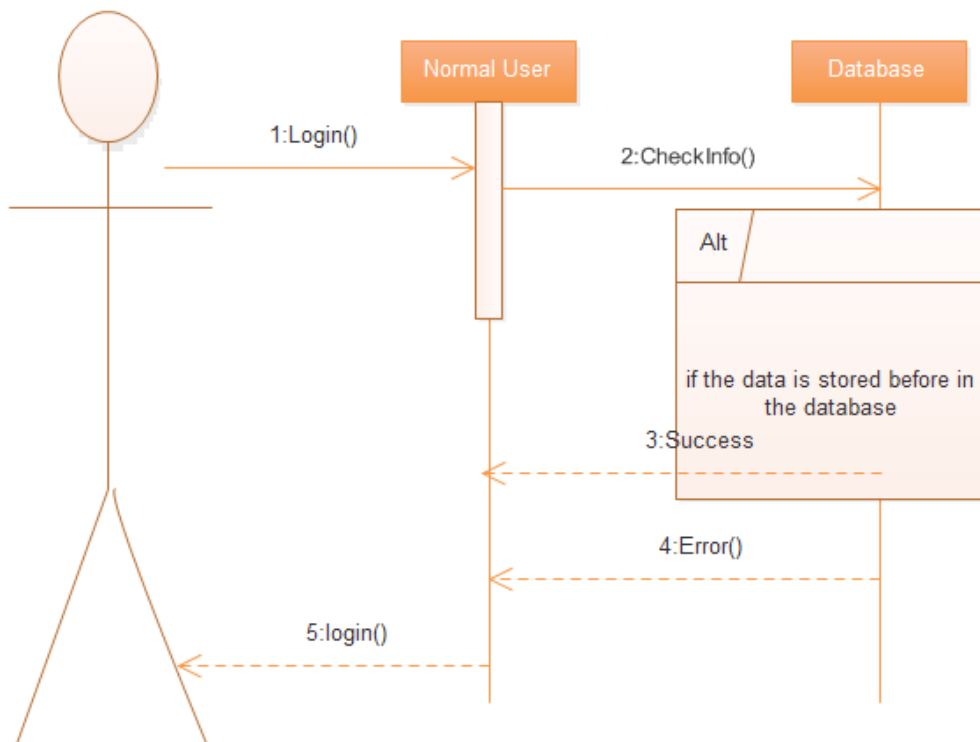 Normal User
Database
1:Login()
2:CheckInfo()
Alt
if the data is stored before in
the database
3:Success
4:Error()
5:login()